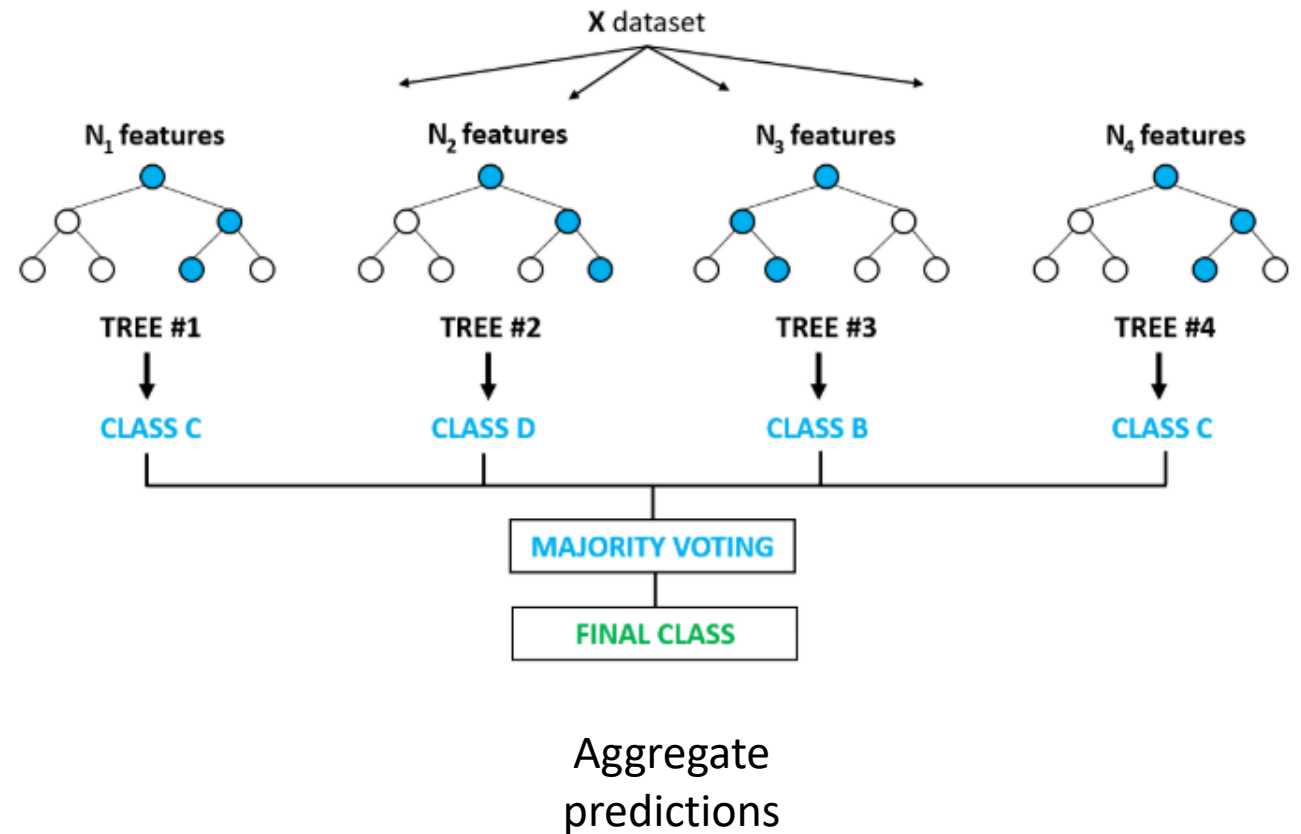 X dataset
N₁ features
N₂ features
N₃ features
N₄ features
TREE #1
TREE #2
TREE #3
TREE #4
CLASS C
CLASS D
CLASS B
CLASS C
MAJORITY VOTING
FINAL CLASS
Aggregate
predictions